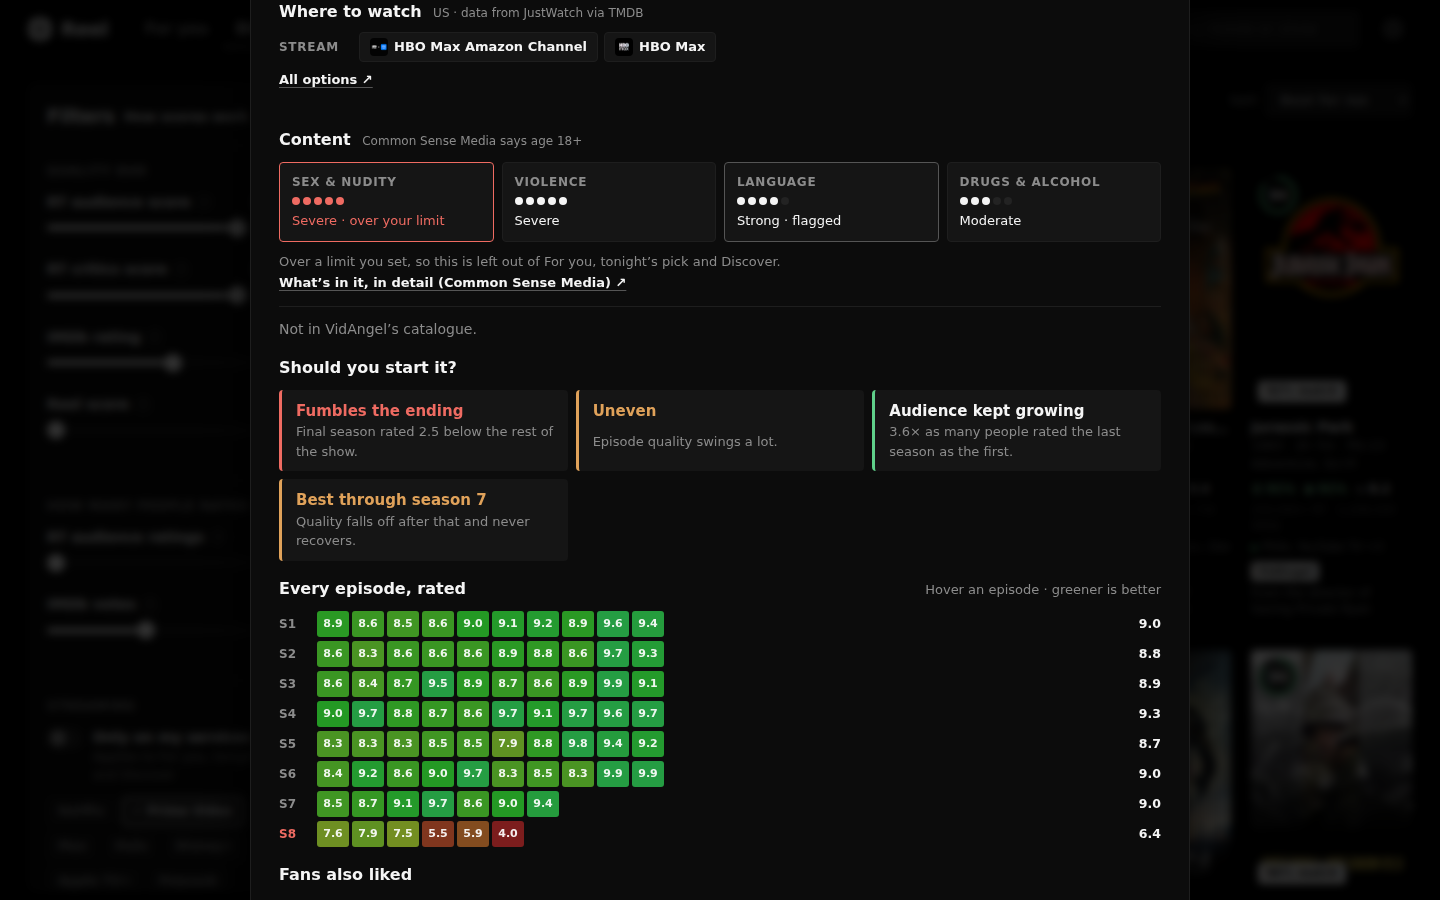 Where to watch US · data from JustWatch via TMDB
STREAM HBO Max Amazon Channel HBO Max
All options ↗
Content Common Sense Media says age 18+
SEX & NUDITY
Severe · over your limit
VIOLENCE
Severe
LANGUAGE
Strong · flagged
DRUGS & ALCOHOL
Moderate
Over a limit you set, so this is left out of For you, tonight’s pick and Discover.
What’s in it, in detail (Common Sense Media) ↗
Not in VidAngel’s catalogue.
Should you start it?
Fumbles the ending
Final season rated 2.5 below the rest of
the show.
Uneven
Episode quality swings a lot.
Audience kept growing
3.6× as many people rated the last
season as the first.
Best through season 7
Quality falls off after that and never
recovers.
Every episode, rated Hover an episode · greener is better
S1 8.9 8.6 8.5 8.6 9.0 9.1 9.2 8.9 9.6 9.4 9.0
S2 8.6 8.3 8.6 8.6 8.6 8.9 8.8 8.6 9.7 9.3 8.8
S3 8.6 8.4 8.7 9.5 8.9 8.7 8.6 8.9 9.9 9.1 8.9
S4 9.0 9.7 8.8 8.7 8.6 9.7 9.1 9.7 9.6 9.7 9.3
S5 8.3 8.3 8.3 8.5 8.5 7.9 8.8 9.8 9.4 9.2 8.7
S6 8.4 9.2 8.6 9.0 9.7 8.3 8.5 8.3 9.9 9.9 9.0
S7 8.5 8.7 9.1 9.7 8.6 9.0 9.4 9.0
S8 7.6 7.9 7.5 5.5 5.9 4.0 6.4
Fans also liked